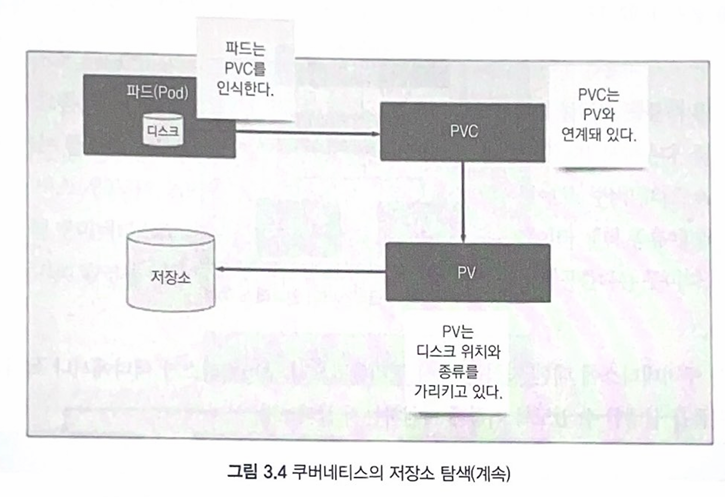 파드는
PVC를
인식한다.
파드(Pod)
디스크
PVC
PVC는
PV와
연계돼 있다.
저장소
PV
PV는
디스크 위치와
종류를
가리키고 있다.
그림 3.4 쿠버네티스의 저장소 탐색(계속)